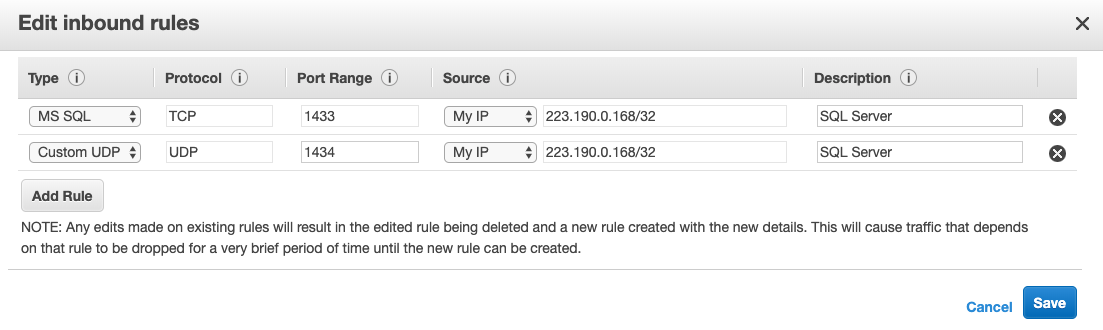 Edit inbound rules
Type Protocol Port Range Source Description
MS SQL TCP 1433 My IP 223.190.0.168/32 SQL Server
Custom UDP UDP 1434 My IP 223.190.0.168/32 SQL Server
Add Rule
NOTE: Any edits made on existing rules will result in the edited rule being deleted and a new rule created with the new details. This will cause traffic that depends
on that rule to be dropped for a very brief period of time until the new rule can be created.
Cancel Save